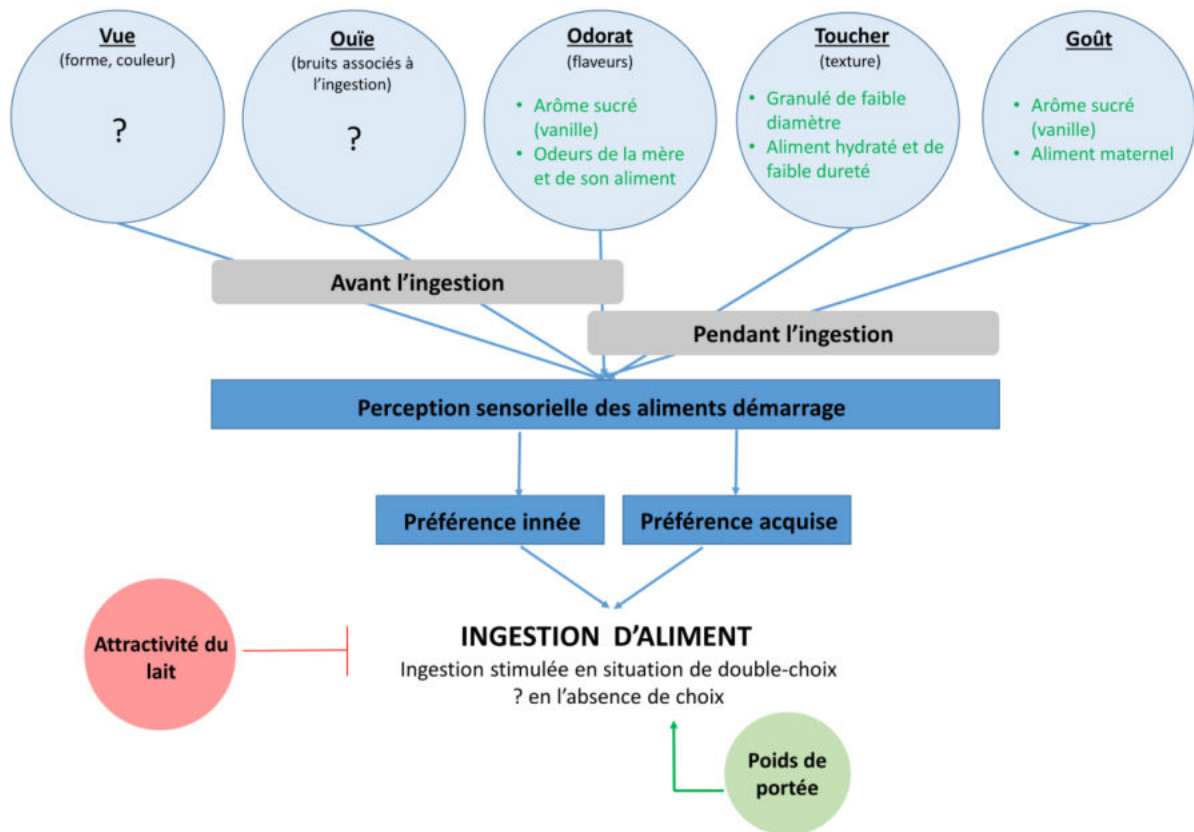 Vue
(forme, couleur)
?
Ouïe
(bruits associés à
l'ingestion)
?
Odorat
(flaveurs)
• Arôme sucré
(vanille)
• Odeurs de la mère
et de son aliment
Toucher
(texture)
• Granulé de faible
diamètre
• Aliment hydraté et de
faible dureté
Goût
• Arôme sucré
(vanille)
• Aliment maternel
Avant l'ingestion
Pendant l'ingestion
Perception sensorielle des aliments démarrage
Préférence innée
Préférence acquise
Attractivité du
lait
INGESTION D'ALIMENT
Ingestion stimulée en situation de double-choix
? en l'absence de choix
Poids de
portée